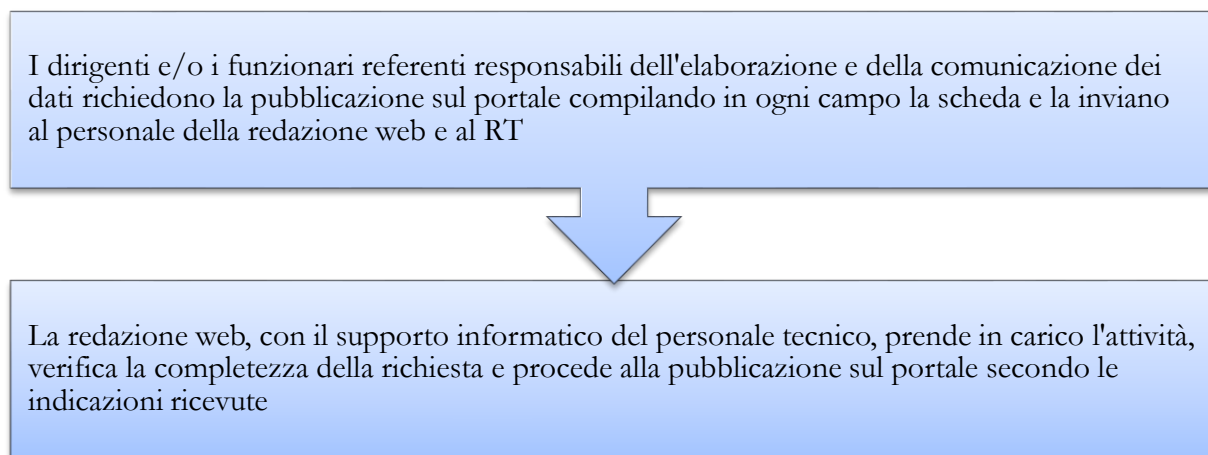 I dirigenti e/o i funzionari referenti responsabili dell'elaborazione e della comunicazione dei
dati richiedono la pubblicazione sul portale compilando in ogni campo la scheda e la inviano
al personale della redazione web e al RT
La redazione web, con il supporto informatico del personale tecnico, prende in carico l'attività,
verifica la completezza della richiesta e procede alla pubblicazione sul portale secondo le
indicazioni ricevute